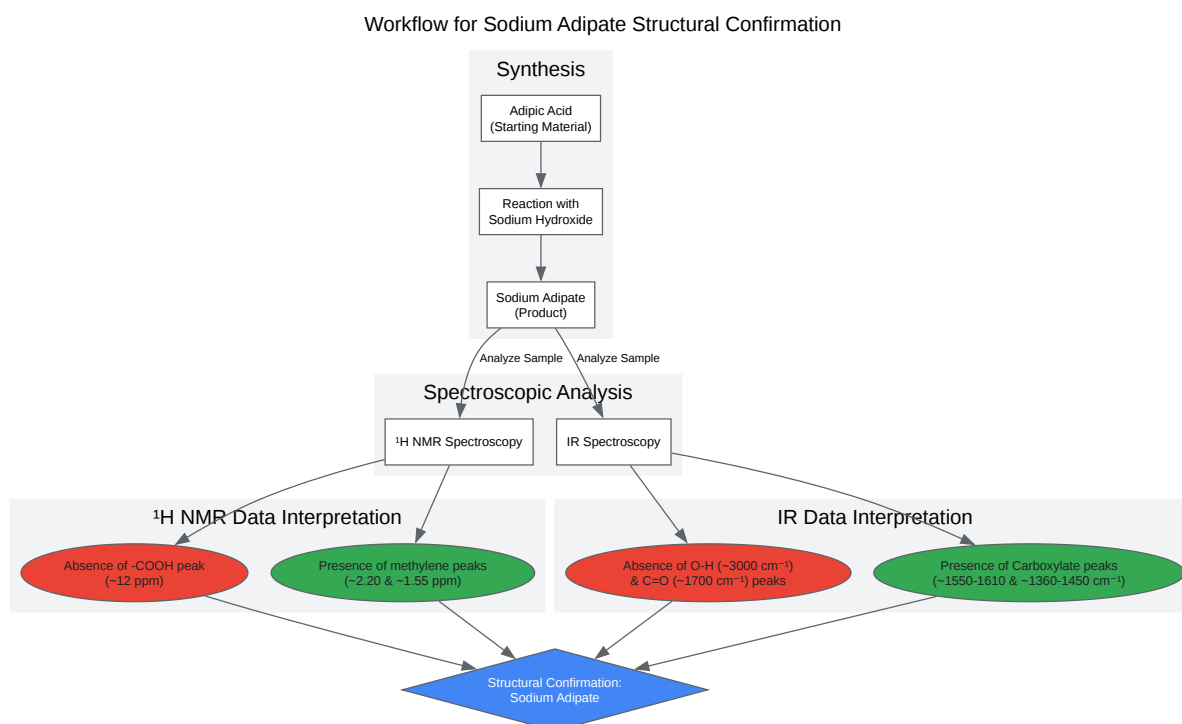 Workflow for Sodium Adipate Structural Confirmation
Synthesis
Adipic Acid
(Starting Material)
Reaction with
Sodium Hydroxide
Sodium Adipate
(Product)
Analyze Sample
Analyze Sample
Spectroscopic Analysis
¹H NMR Spectroscopy
IR Spectroscopy
¹H NMR Data Interpretation
Absence of -COOH peak
(~12 ppm)
Presence of methylene peaks
(~2.20 & ~1.55 ppm)
IR Data Interpretation
Absence of O-H (~3000 cm⁻¹)
& C=O (~1700 cm⁻¹) peaks
Presence of Carboxylate peaks
(~1550-1610 & ~1360-1450 cm⁻¹)
Structural Confirmation:
Sodium Adipate